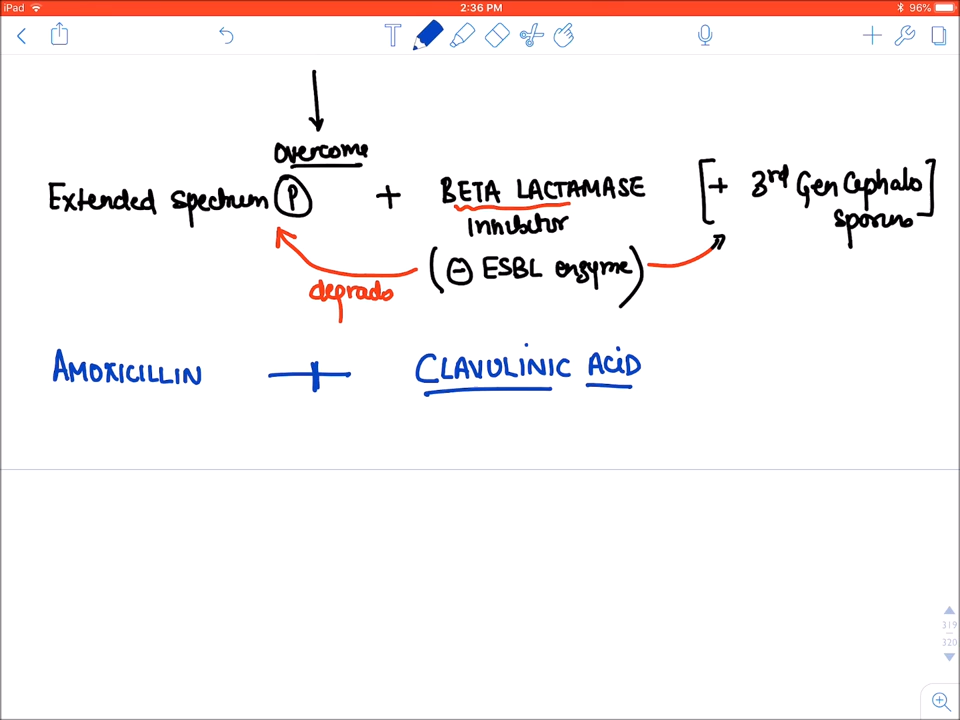 iPad 2:36 PM 96%
T
Overcome
Extended spectrum (P) + BETA LACTAMASE [+ 3rd Gen Cephalo
Inhibitor sporins]
(⊖ ESBL enzyme)
degrads
AMOXICILLIN + CLAVULINIC ACiD
319
320